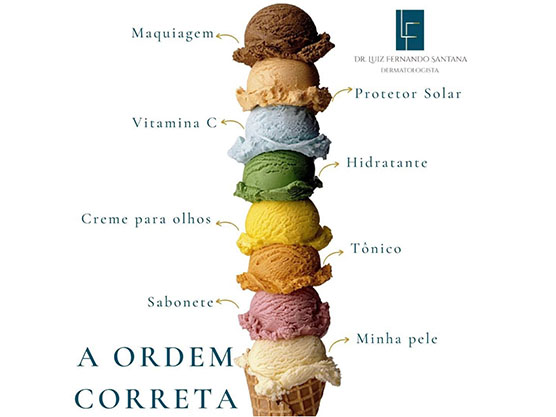 Maquiagem
DR. LUIZ FERNANDO SANTANA
DERMATOLOGISTA
Protetor Solar
Vitamina C
Hidratante
Creme para olhos
Tônico
Sabonete
Minha pele
A ORDEM
CORRETA